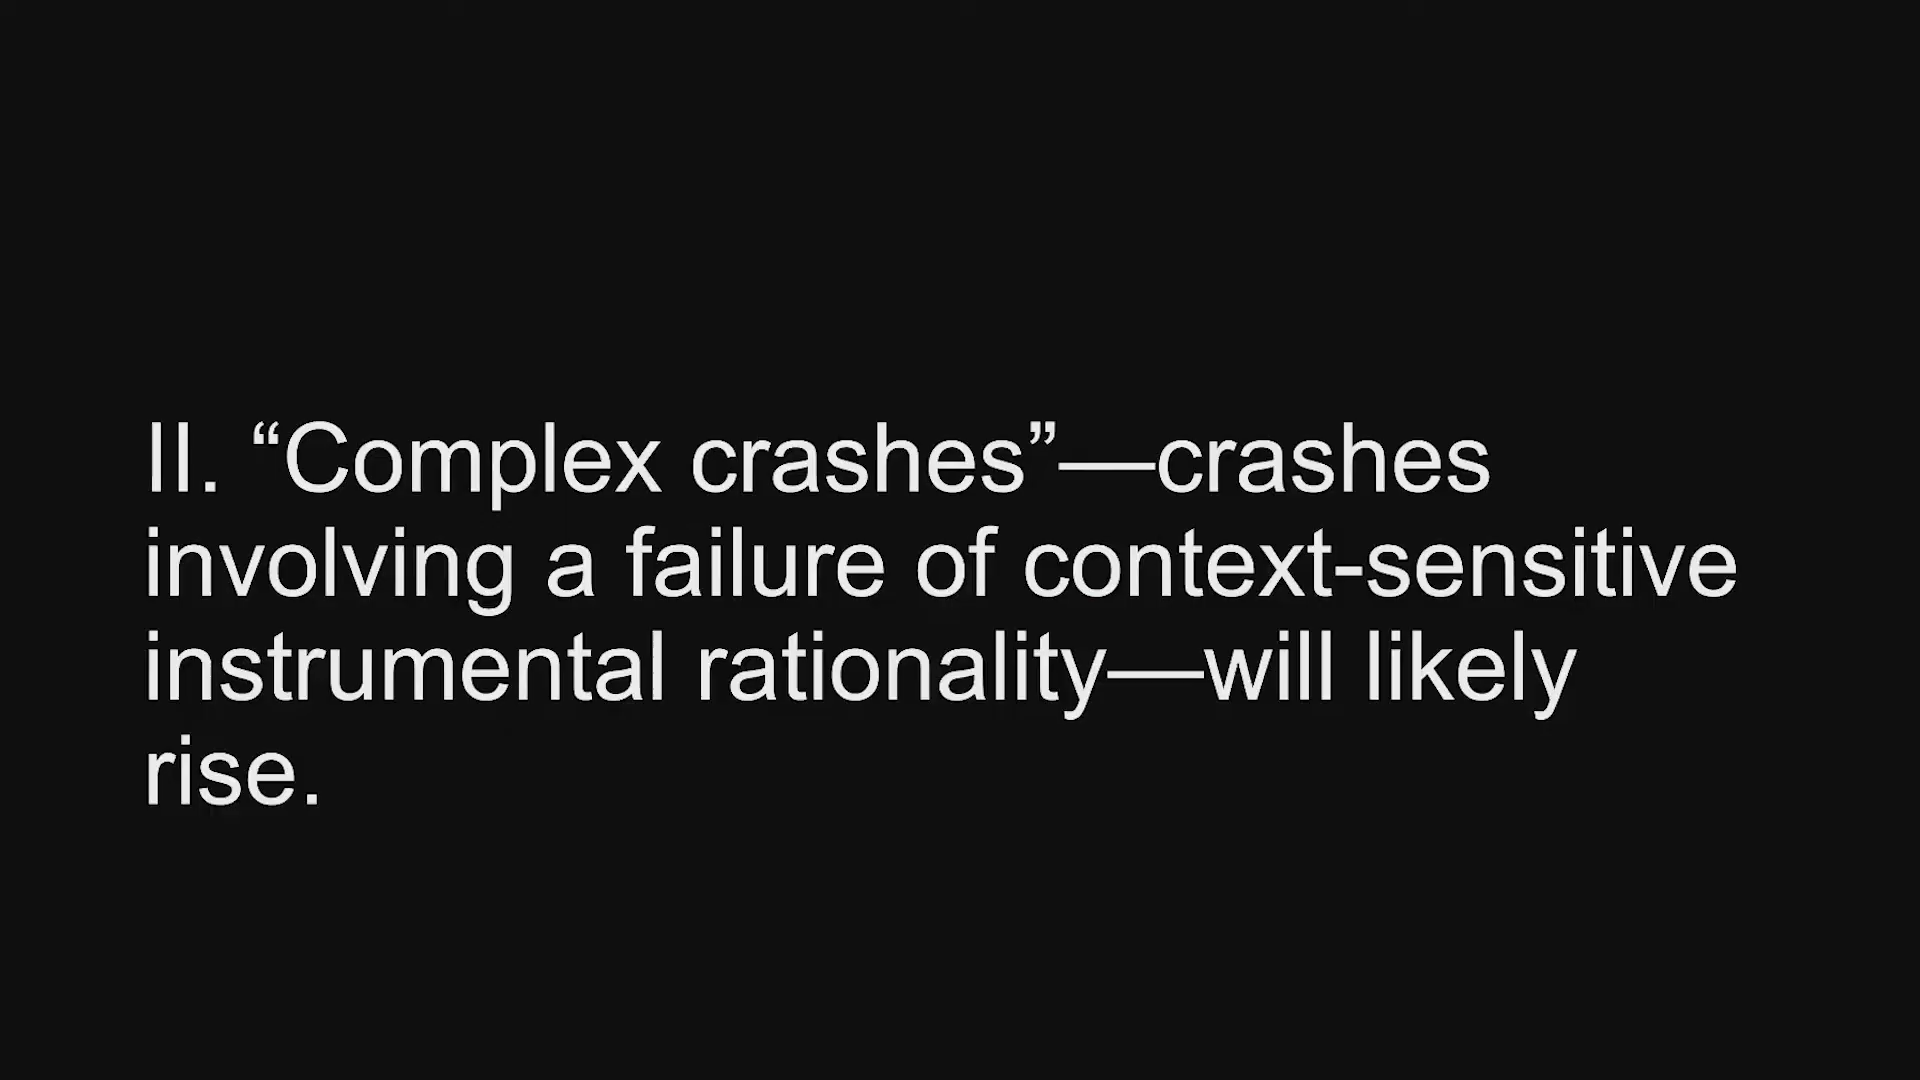 II. “Complex crashes”—crashes
involving a failure of context-sensitive
instrumental rationality—will likely
rise.